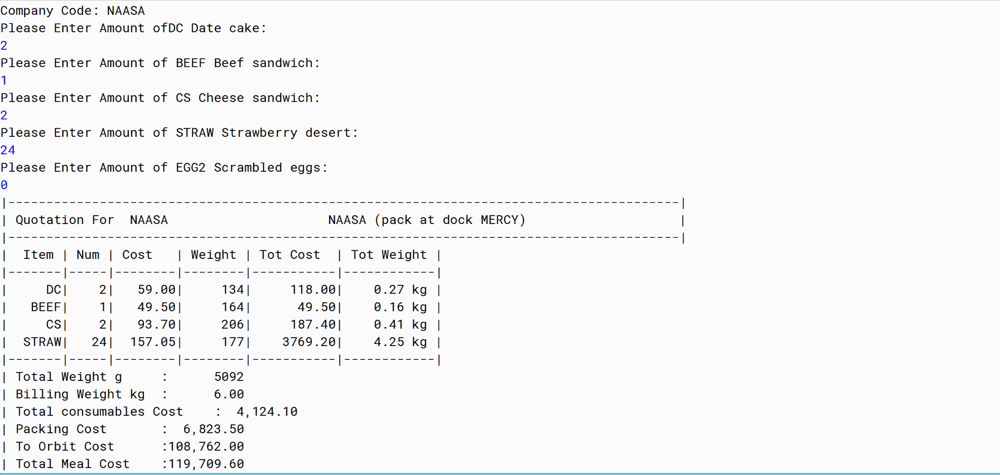 Company Code: NAASA
Please Enter Amount ofDC Date cake:
2
Please Enter Amount of BEEF Beef sandwich:
1
Please Enter Amount of CS Cheese sandwich:
2
Please Enter Amount of STRAW Strawberry desert:
24
Please Enter Amount of EGG2 Scrambled eggs:
0
|----------------------------------------------------------------------------------------|
| Quotation For  NAASA                     NAASA (pack at dock MERCY)                    |
|----------------------------------------------------------------------------------------|
|  Item | Num | Cost   | Weight | Tot Cost  | Tot Weight |
|-------|-----|--------|--------|-----------|------------|
|     DC|    2|   59.00|     134|     118.00|    0.27 kg |
|   BEEF|    1|   49.50|     164|      49.50|    0.16 kg |
|     CS|    2|   93.70|     206|     187.40|    0.41 kg |
|  STRAW|   24|  157.05|     177|    3769.20|    4.25 kg |
|-------|-----|--------|--------|-----------|------------|
| Total Weight g     :      5092
| Billing Weight kg  :      6.00
| Total consumables Cost    :  4,124.10
| Packing Cost       :  6,823.50
| To Orbit Cost      :108,762.00
| Total Meal Cost    :119,709.60